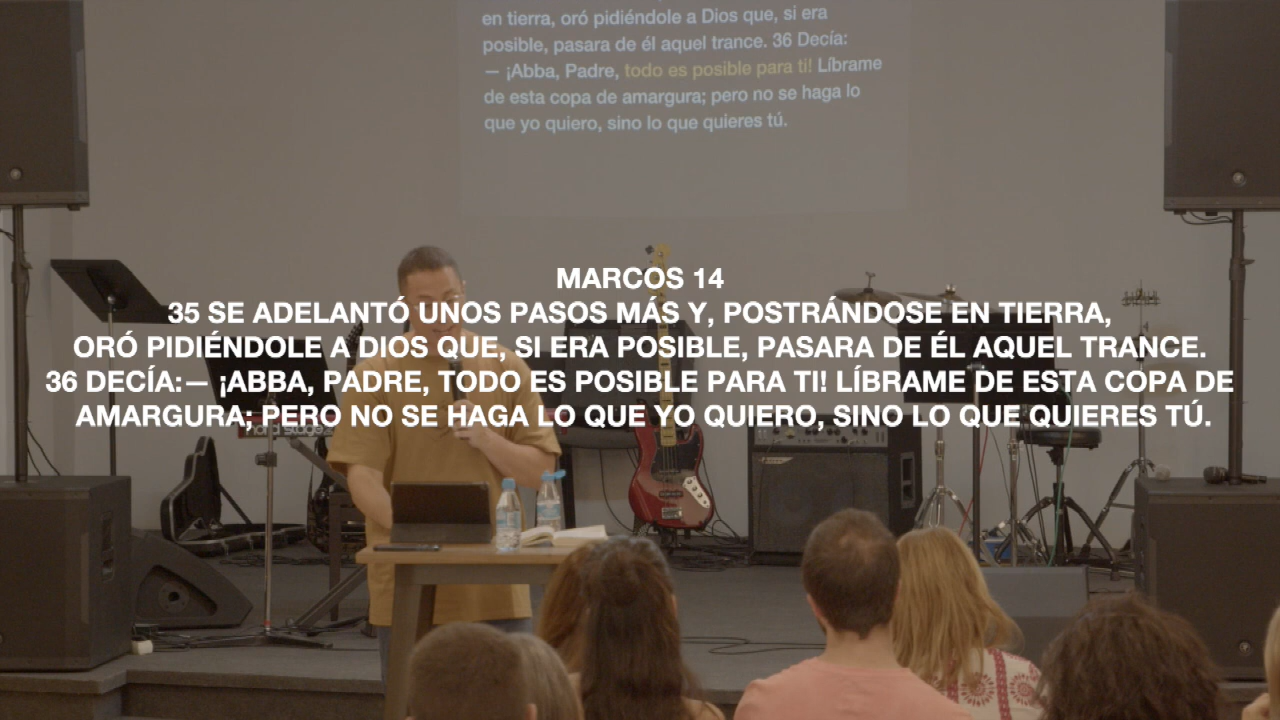 en tierra, oró pidiéndole a Dios que, si era
posible, pasara de él aquel trance. 36 Decía:
— ¡Abba, Padre, todo es posible para ti! Líbrame
de esta copa de amargura; pero no se haga lo
que yo quiero, sino lo que quieres tú.
MARCOS 14
35 SE ADELANTÓ UNOS PASOS MÁS Y, POSTRÁNDOSE EN TIERRA,
ORÓ PIDIÉNDOLE A DIOS QUE, SI ERA POSIBLE, PASARA DE ÉL AQUEL TRANCE.
36 DECÍA:— ¡ABBA, PADRE, TODO ES POSIBLE PARA TI! LÍBRAME DE ESTA COPA DE
AMARGURA; PERO NO SE HAGA LO QUE YO QUIERO, SINO LO QUE QUIERES TÚ.
nord stage